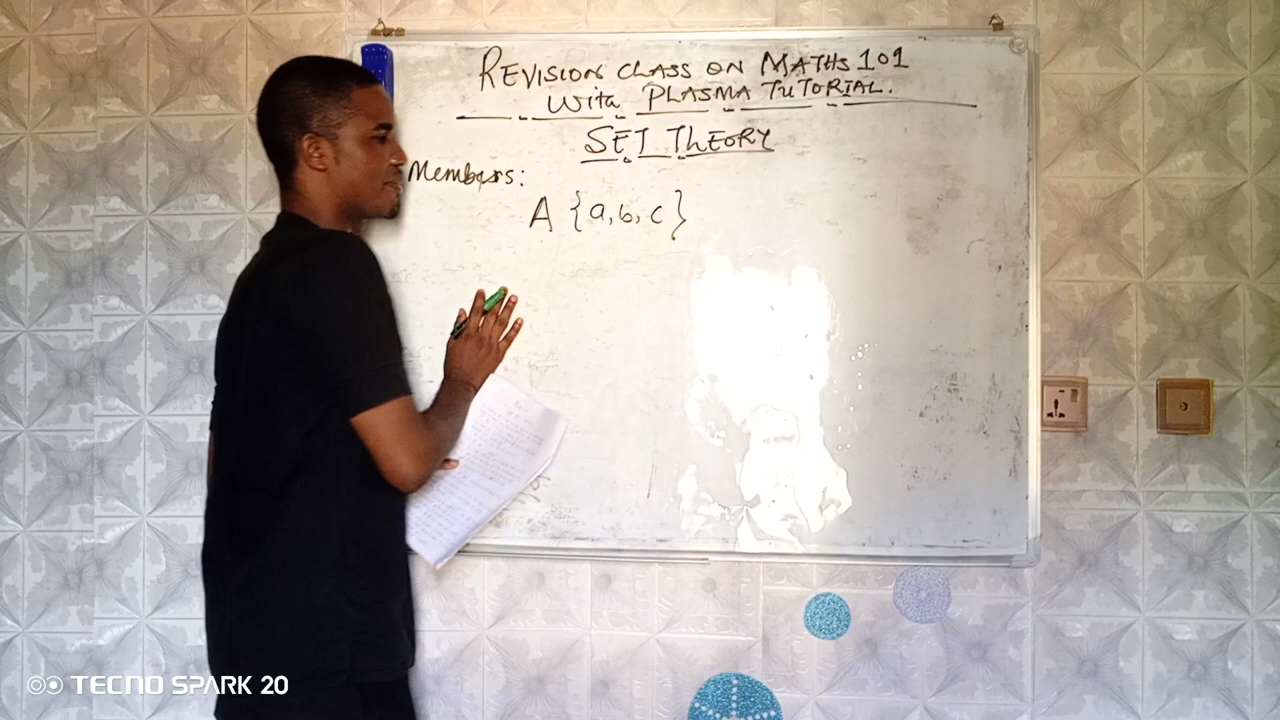 REVISION CLASS ON MATHS 101
With PLASMA TUTORIAL.
SET THEORY
Members:
A {a, b, c}
TECNO SPARK 20